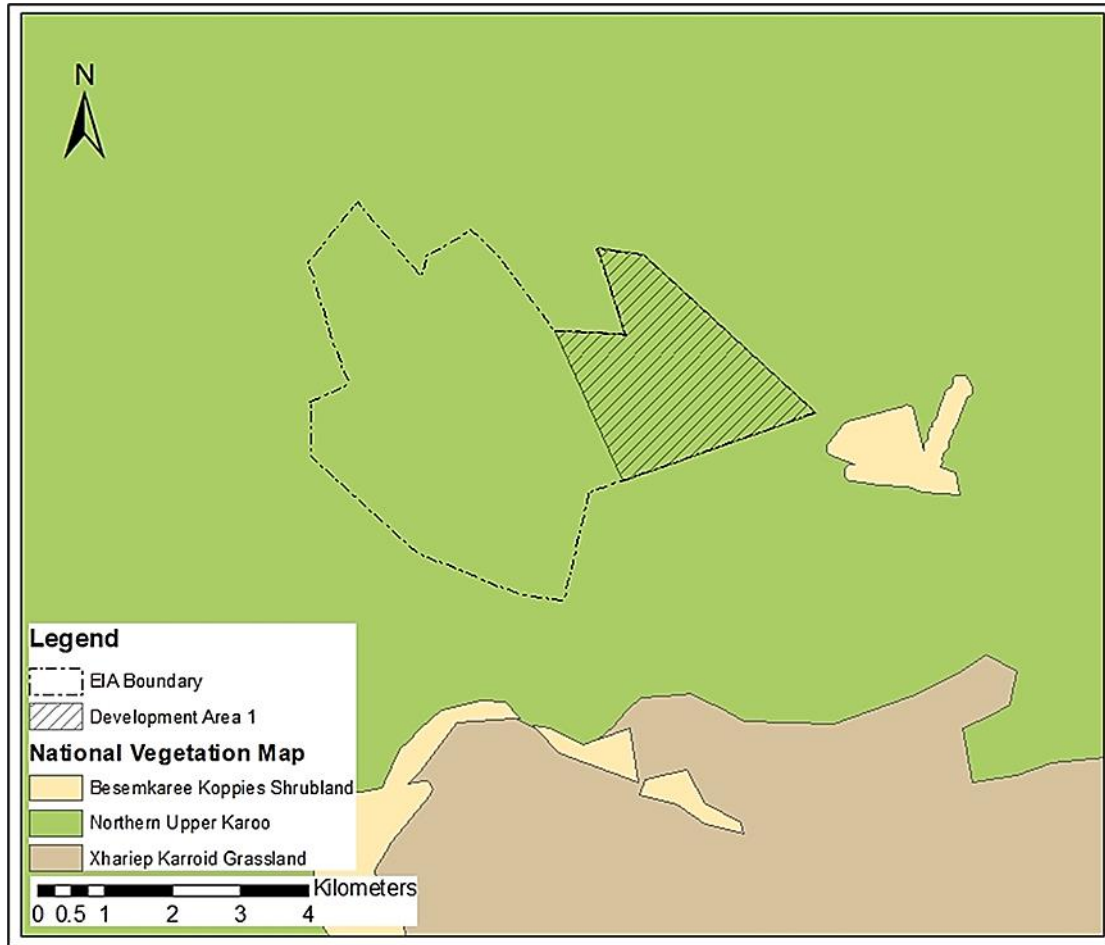 N
Legend
EIA Boundary
Development Area 1
National Vegetation Map
Besemkaree Koppies Shrubland
Northern Upper Karoo
Xhariep Karroid Grassland
Kilometers
0 0.5 1 2 3 4